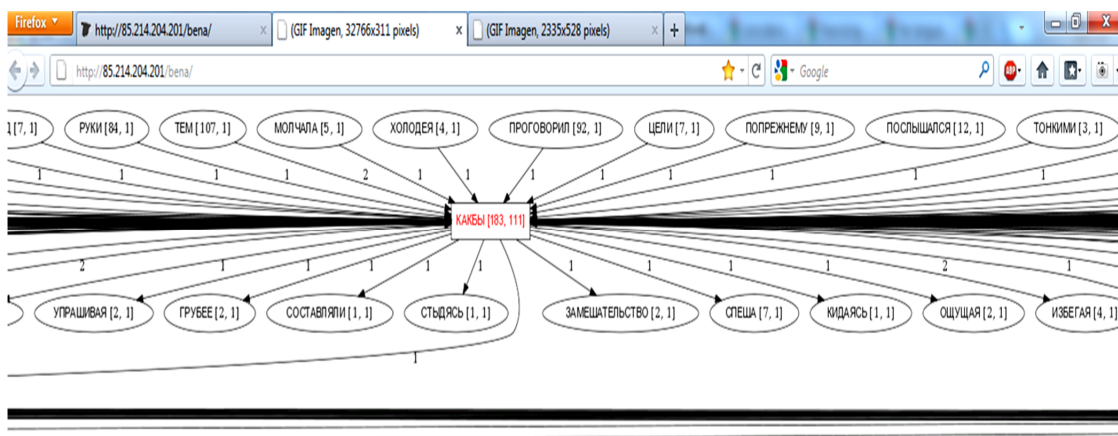 Firefox
http://85.214.204.201/bena/ (GIF Imagen, 32766x311 pixels) (GIF Imagen, 2335x528 pixels)
http://85.214.204.201/bena/ Google ABP
[7, 1] РУКИ [84, 1] ТЕМ [107, 1] МОЛЧАЛА [5, 1] ХОЛОДЕЯ [4, 1] ПРОГОВОРИЛ [92, 1] ЦЕЛИ [7, 1] ПОПРЕЖНЕМУ [9, 1] ПОСЛЫШАЛСЯ [12, 1] ТОНКИМИ [3, 1]
1 1 1 1 2 1 1 1 1 1 1 1 1
КАКБЫ [183, 111]
2 1 1 1 1 1 1 1 1 1 2 1
УПРАШИВАЯ [2, 1] ГРУБЕЕ [2, 1] СОСТАВЛЯЛИ [1, 1] СТЫДЯСЬ [1, 1] ЗАМЕШАТЕЛЬСТВО [2, 1] СПЕША [7, 1] КИДАЯСЬ [1, 1] ОЩУЩАЯ [2, 1] ИЗБЕГАЯ [4, 1]
1